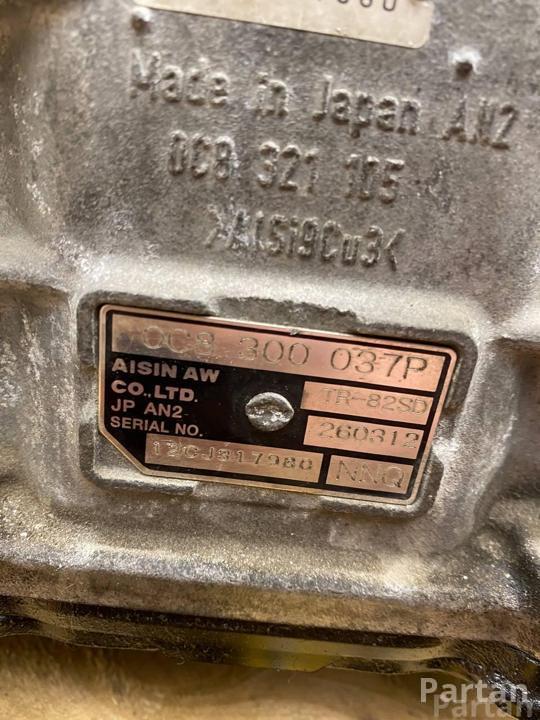 Made in Japan AN2
0C8 321 105
>AlSi9Cu3<
0C8 300 037P
AISIN AW
CO.,LTD.
TR-82SD
JP AN2
260312
SERIAL NO.
NNQ
Partan